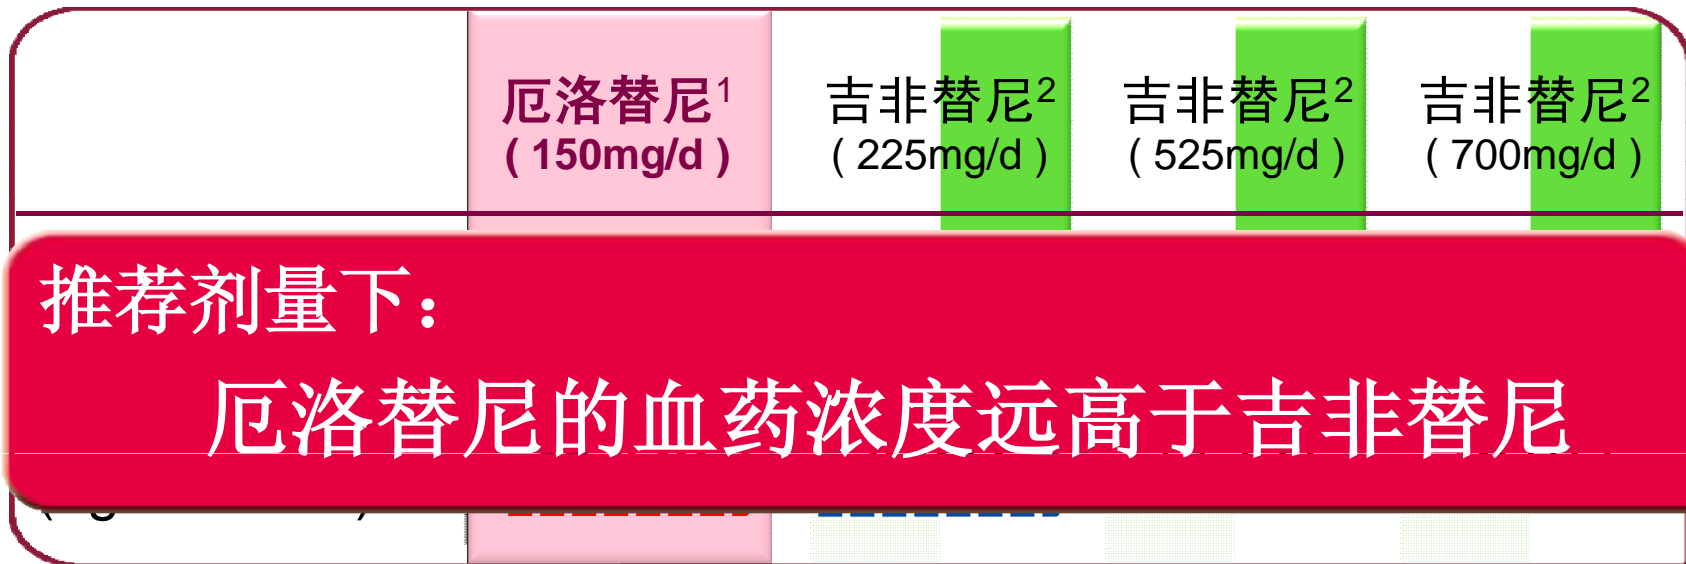 厄洛替尼1 吉非替尼2 吉非替尼2 吉非替尼2
(150mg/d) (225mg/d) (525mg/d) (700mg/d)
推荐剂量下：
厄洛替尼的血药浓度远高于吉非替尼